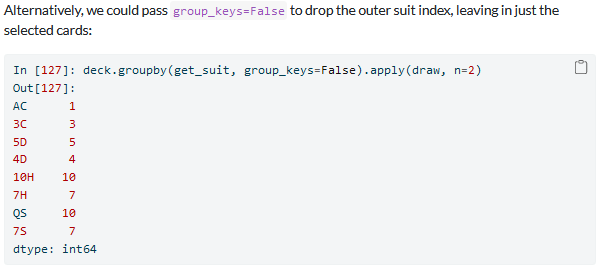 Alternatively, we could pass group_keys=False to drop the outer suit index, leaving in just the
selected cards:
In [127]: deck.groupby(get_suit, group_keys=False).apply(draw, n=2)
Out[127]:
AC      1
3C      3
5D      5
4D      4
10H    10
7H      7
QS     10
7S      7
dtype: int64